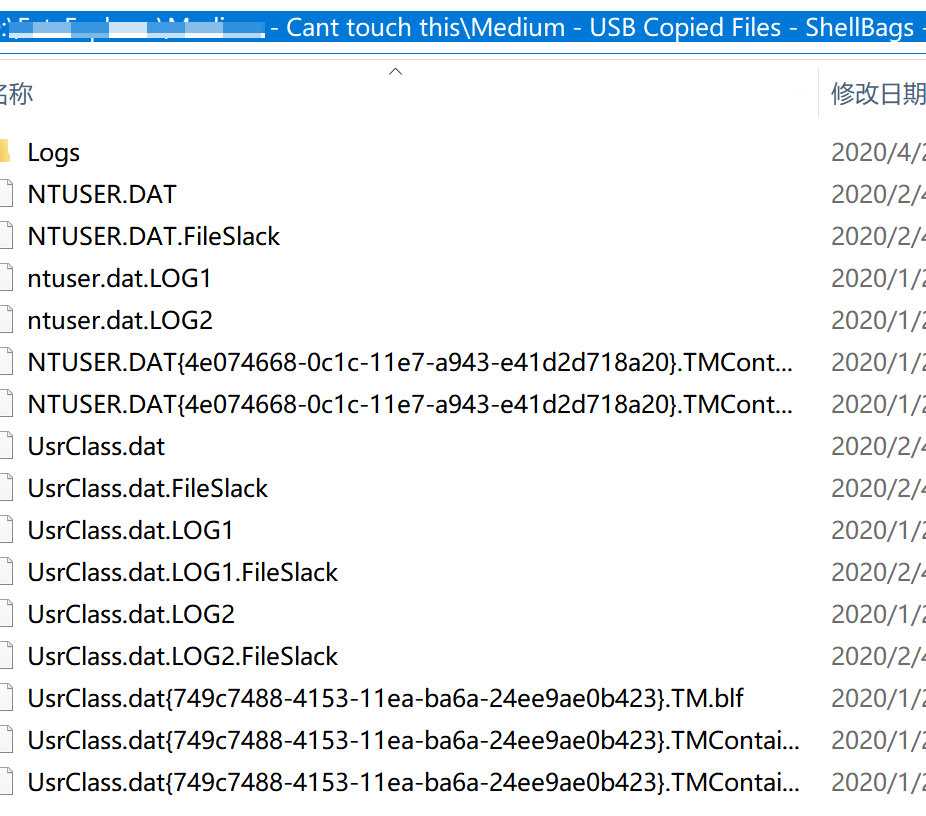 - Cant touch this\Medium - USB Copied Files - ShellBags -
名称 修改日期
Logs 2020/4/2
NTUSER.DAT 2020/2/4
NTUSER.DAT.FileSlack 2020/2/4
ntuser.dat.LOG1 2020/1/2
ntuser.dat.LOG2 2020/1/2
NTUSER.DAT{4e074668-0c1c-11e7-a943-e41d2d718a20}.TMCont... 2020/1/2
NTUSER.DAT{4e074668-0c1c-11e7-a943-e41d2d718a20}.TMCont... 2020/1/2
UsrClass.dat 2020/2/4
UsrClass.dat.FileSlack 2020/2/4
UsrClass.dat.LOG1 2020/1/2
UsrClass.dat.LOG1.FileSlack 2020/2/4
UsrClass.dat.LOG2 2020/1/2
UsrClass.dat.LOG2.FileSlack 2020/2/4
UsrClass.dat{749c7488-4153-11ea-ba6a-24ee9ae0b423}.TM.blf 2020/1/2
UsrClass.dat{749c7488-4153-11ea-ba6a-24ee9ae0b423}.TMContai... 2020/1/2
UsrClass.dat{749c7488-4153-11ea-ba6a-24ee9ae0b423}.TMContai... 2020/1/2